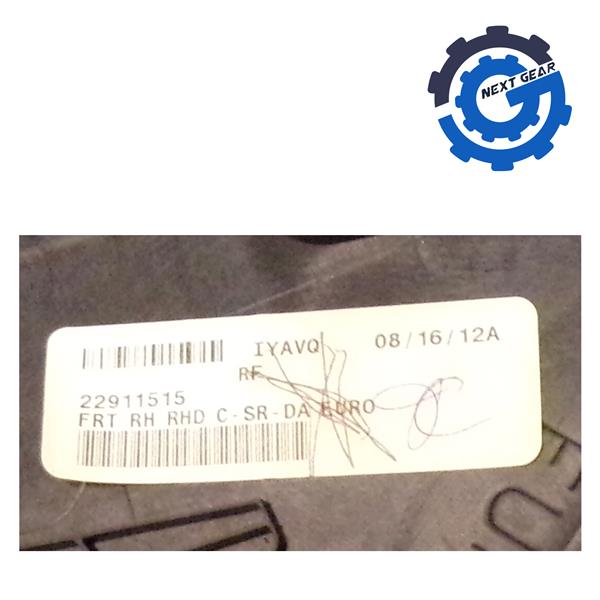 NEXT GEAR
IYAVQ 08/16/12A
RF
22911515
FRT RH RHD C-SR-DA EURO